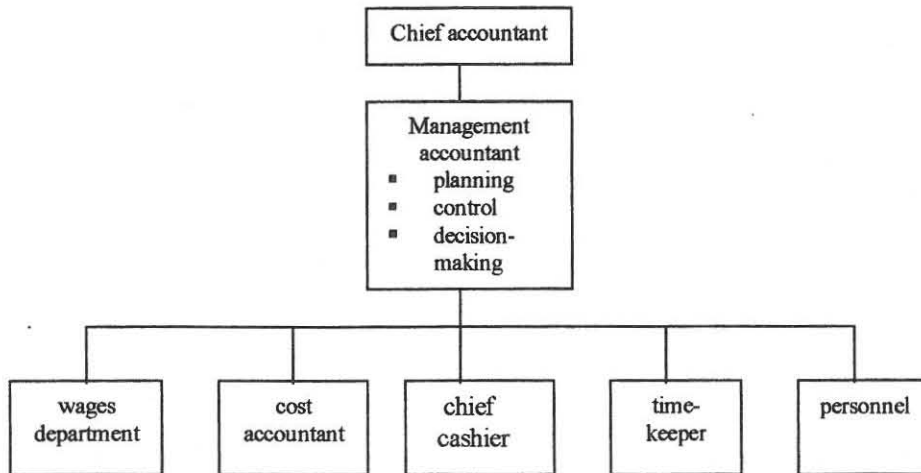 Chief accountant
Management
accountant
▪ planning
▪ control
▪ decision-
making
wages
department
cost
accountant
chief
cashier
time-
keeper
personnel